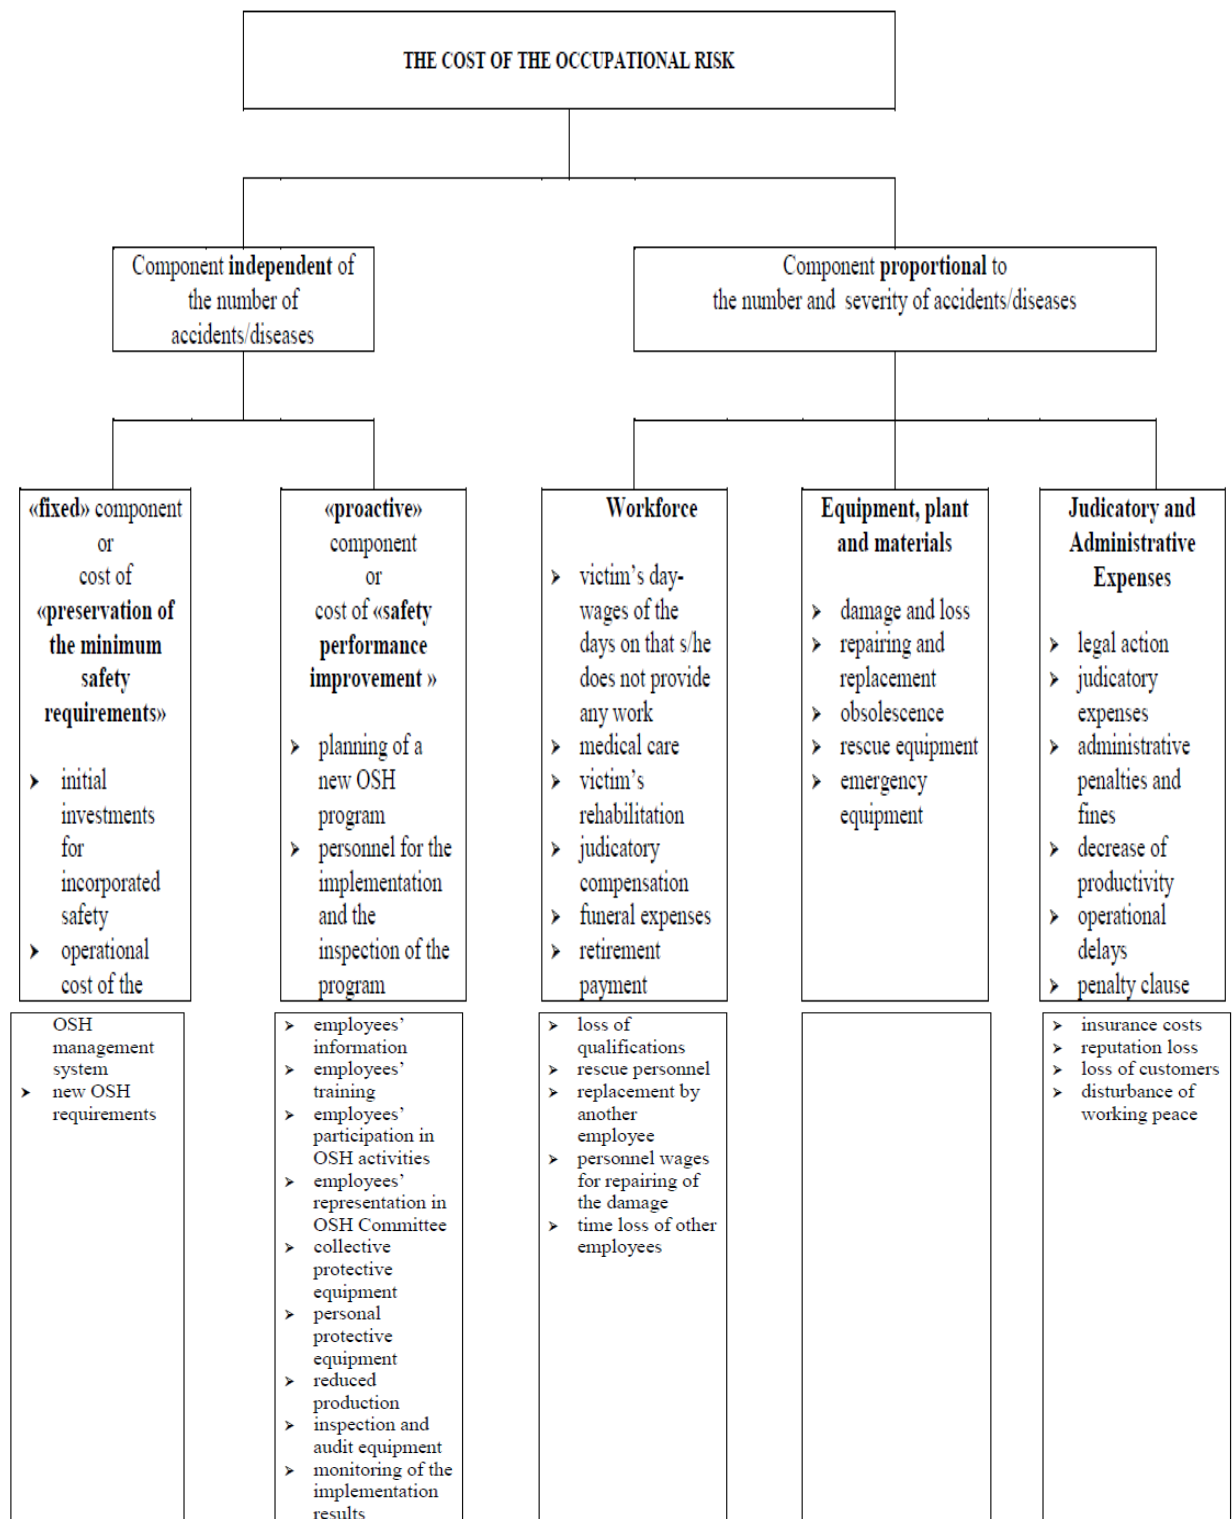 THE COST OF THE OCCUPATIONAL RISK
Component independent of
the number of
accidents/diseases
Component proportional to
the number and severity of accidents/diseases
«fixed» component
or
cost of
«preservation of
the minimum
safety
requirements»
➤ initial
investments
for
incorporated
safety
➤ operational
cost of the
OSH
management
system
➤ new OSH
requirements
«proactive»
component
or
cost of «safety
performance
improvement »
➤ planning of a
new OSH
program
➤ personnel for the
implementation
and the
inspection of the
program
➤ employees’
information
➤ employees’
training
➤ employees’
participation in
OSH activities
➤ employees’
representation in
OSH Committee
➤ collective
protective
equipment
➤ personal
protective
equipment
➤ reduced
production
➤ inspection and
audit equipment
➤ monitoring of the
implementation
results
Workforce
➤ victim’s day-
wages of the
days on that s/he
does not provide
any work
➤ medical care
➤ victim’s
rehabilitation
➤ judicatory
compensation
➤ funeral expenses
➤ retirement
payment
➤ loss of
qualifications
➤ rescue personnel
➤ replacement by
another
employee
➤ personnel wages
for repairing of
the damage
➤ time loss of other
employees
Equipment, plant
and materials
➤ damage and loss
➤ repairing and
replacement
➤ obsolescence
➤ rescue equipment
➤ emergency
equipment
Judicatory and
Administrative
Expenses
➤ legal action
➤ judicatory
expenses
➤ administrative
penalties and
fines
➤ decrease of
productivity
➤ operational
delays
➤ penalty clause
➤ insurance costs
➤ reputation loss
➤ loss of customers
➤ disturbance of
working peace